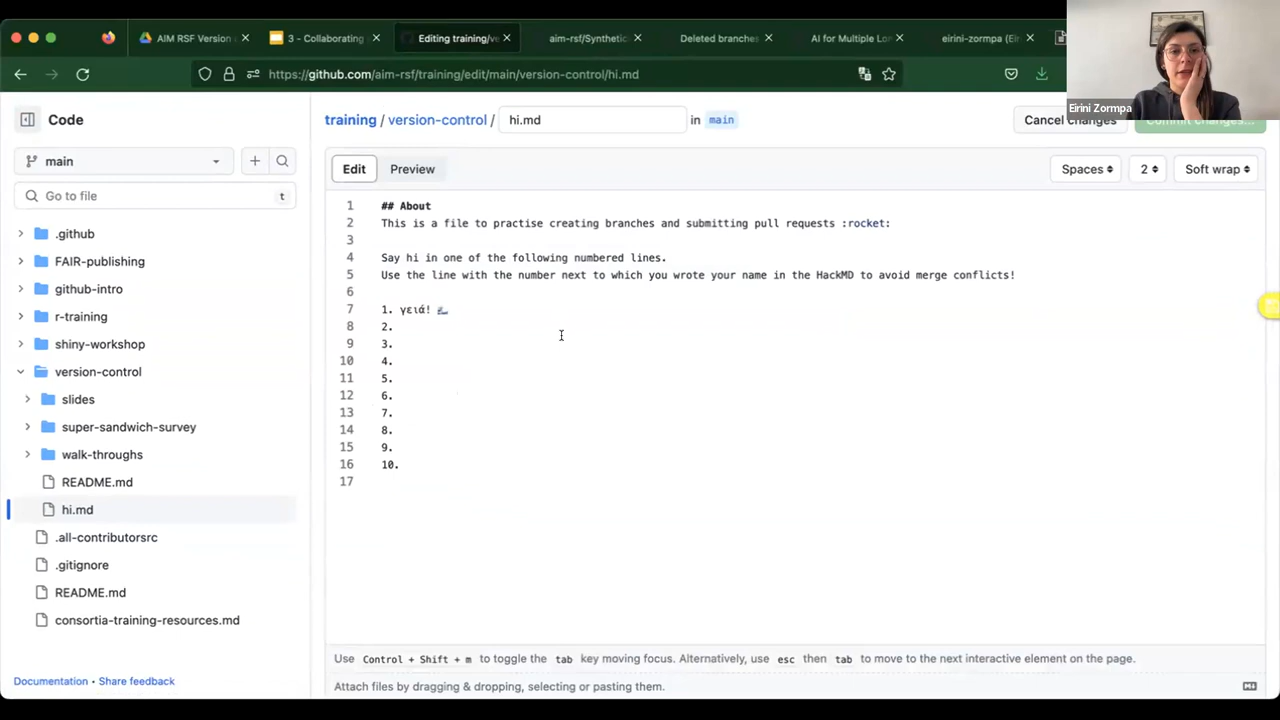 AIM RSF Version
3 - Collaborating
Editing training/ve
aim-rsf/Synthetic
Deleted branches
AI for Multiple Lo
eirini-zormpa (Eir
https://github.com/aim-rsf/training/edit/main/version-control/hi.md
Eirini Zormpa
Code
training / version-control / hi.md in main
Cancel changes
Commit changes...
main
Go to file
t
Edit
Preview
Spaces
2
Soft wrap
.github
FAIR-publishing
github-intro
r-training
shiny-workshop
version-control
slides
super-sandwich-survey
walk-throughs
README.md
hi.md
.all-contributorsrc
.gitignore
README.md
consortia-training-resources.md
Documentation • Share feedback
1 ## About
2 This is a file to practise creating branches and submitting pull requests :rocket:
3
4 Say hi in one of the following numbered lines.
5 Use the line with the number next to which you wrote your name in the HackMD to avoid merge conflicts!
6
7 1. γειά!
8 2.
9 3.
10 4.
11 5.
12 6.
13 7.
14 8.
15 9.
16 10.
17
Use Control + Shift + m to toggle the tab key moving focus. Alternatively, use esc then tab to move to the next interactive element on the page.
Attach files by dragging & dropping, selecting or pasting them.